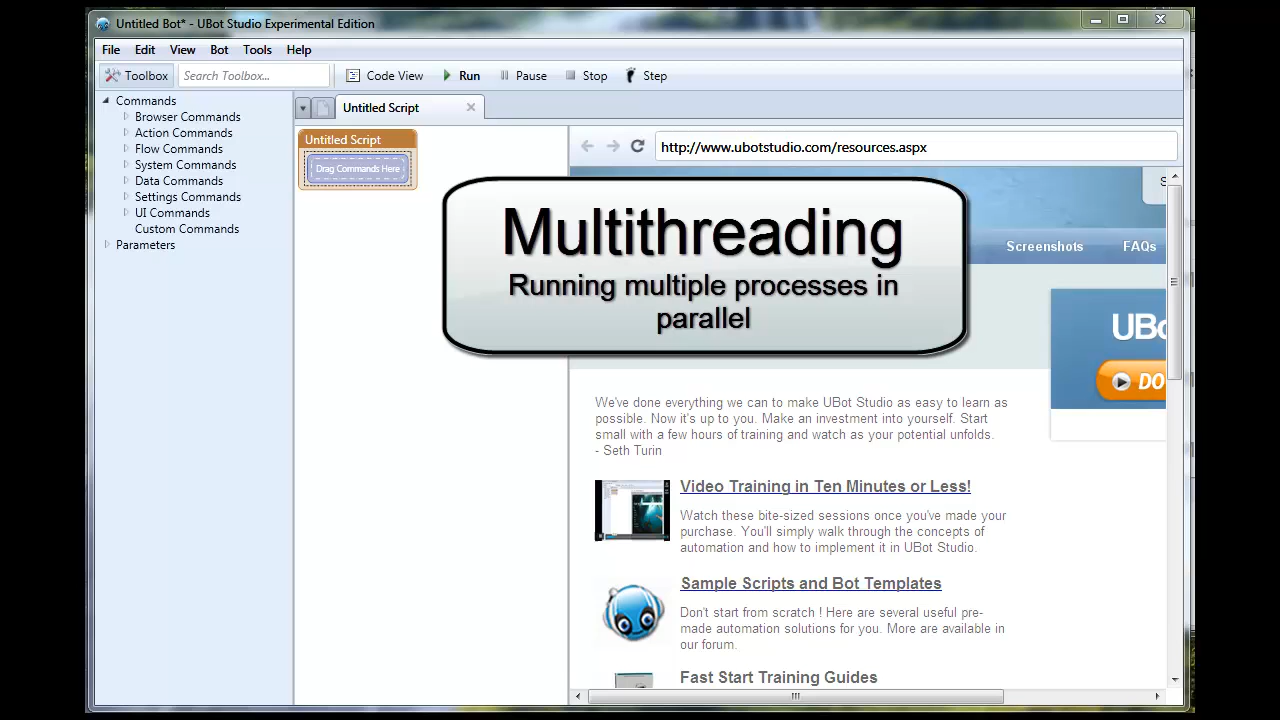 Untitled Bot* - UBot Studio Experimental Edition
File Edit View Bot Tools Help
Toolbox Search Toolbox... Code View Run Pause Stop Step
Commands
Browser Commands
Action Commands
Flow Commands
System Commands
Data Commands
Settings Commands
UI Commands
Custom Commands
Parameters
Untitled Script
Untitled Script
Drag Commands Here
http://www.ubotstudio.com/resources.aspx
Multithreading
Running multiple processes in
parallel
Screenshots FAQs
UBo
DO
We've done everything we can to make UBot Studio as easy to learn as
possible. Now it's up to you. Make an investment into yourself. Start
small with a few hours of training and watch as your potential unfolds.
- Seth Turin
Video Training in Ten Minutes or Less!
Watch these bite-sized sessions once you've made your
purchase. You'll simply walk through the concepts of
automation and how to implement it in UBot Studio.
Sample Scripts and Bot Templates
Don't start from scratch ! Here are several useful pre-
made automation solutions for you. More are available in
our forum.
Fast Start Training Guides